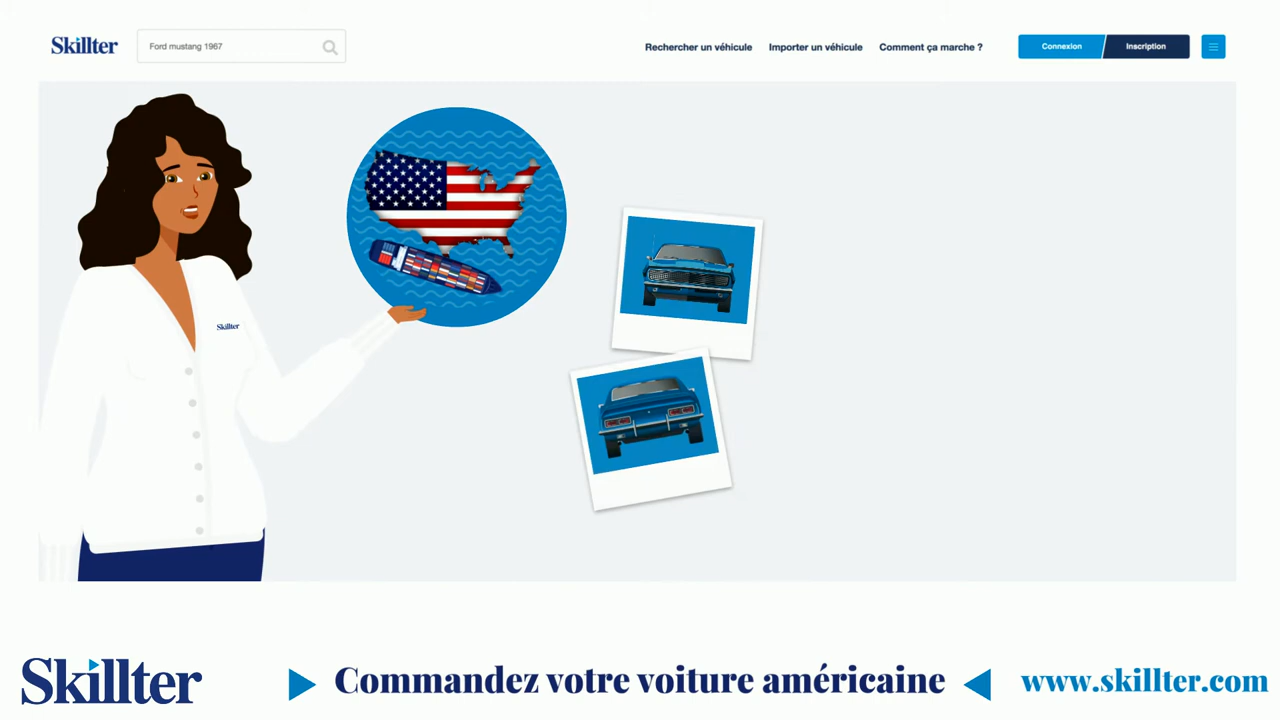 Skillter
Ford mustang 1967
Rechercher un véhicule
Importer un véhicule
Comment ça marche ?
Connexion
Inscription
Skillter
Skillter
Commandez votre voiture américaine
www.skillter.com